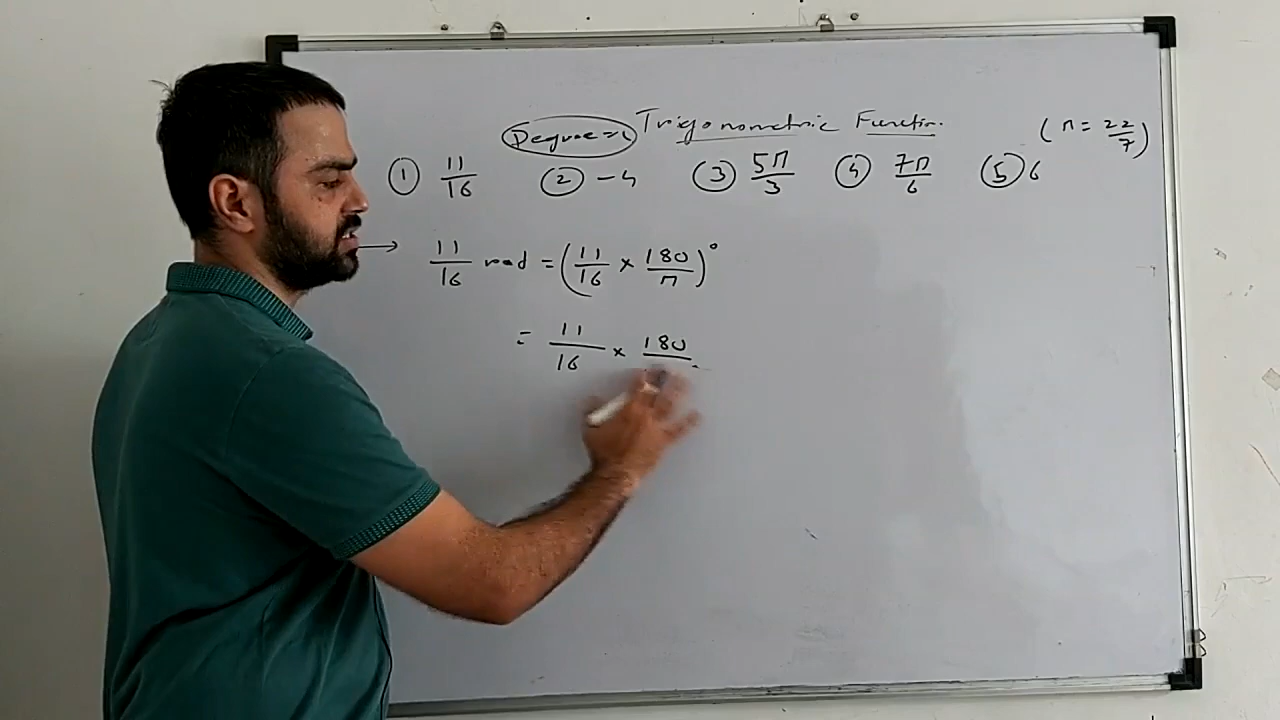 Degree Trigonometric Function.
(π = 22/7)
① 11/16 ② -4 ③ 5π/3 ④ 7π/6 ⑤ 6
→ 11/16 rad = (11/16 × 180/π)°
= 11/16 × 180